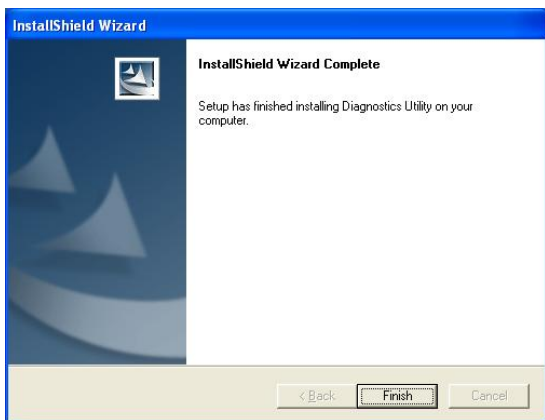 InstallShield Wizard
InstallShield Wizard Complete
Setup has finished installing Diagnostics Utility on your
computer.
< Back
Finish
Cancel